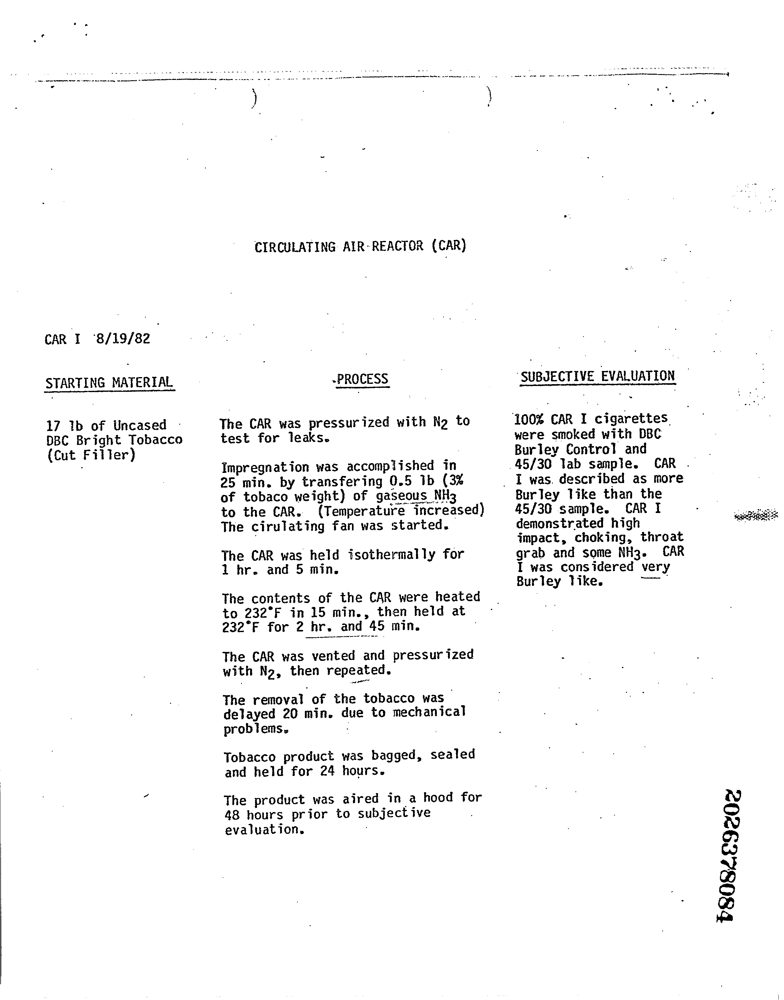 CIRCULATING AIR REACTOR (CAR)
CAR I 8/19/82
STARTING MATERIAL
17 lb of Uncased
DBC Bright Tobacco
(Cut Filler)
PROCESS
The CAR was pressurized with N2 to
test for leaks.
Impregnation was accomplished in
25 min. by transfering 0.5 lb (3%
of tobaco weight) of gaseous NH3
to the CAR. (Temperature increased)
The cirulating fan was started.
The CAR was held isothermally for
1 hr. and 5 min.
The contents of the CAR were heated
to 232°F in 15 min., then held at
232°F for 2 hr. and 45 min.
The CAR was vented and pressurized
with N2, then repeated.
The removal of the tobacco was
delayed 20 min. due to mechanical
problems.
Tobacco product was bagged, sealed
and held for 24 hours.
The product was aired in a hood for
48 hours prior to subjective
evaluation.
SUBJECTIVE EVALUATION
100% CAR I cigarettes
were smoked with DBC
Burley Control and
45/30 lab sample. CAR
I was described as more
Burley like than the
45/30 sample. CAR I
demonstrated high
impact, choking, throat
grab and some NH3. CAR
I was considered very
Burley like.
2026378084